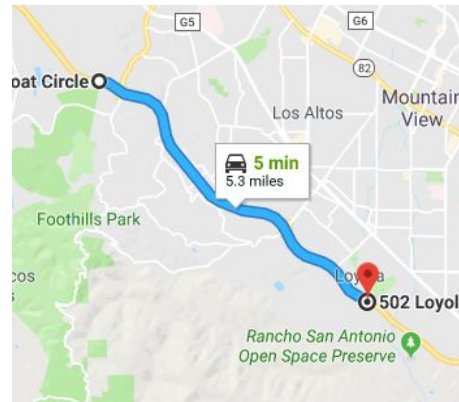 G5
G6
82
oat Circle
Los Altos
Mountain
View
5 min
5.3 miles
Foothills Park
cos
Loyola
502 Loyol
Rancho San Antonio
Open Space Preserve